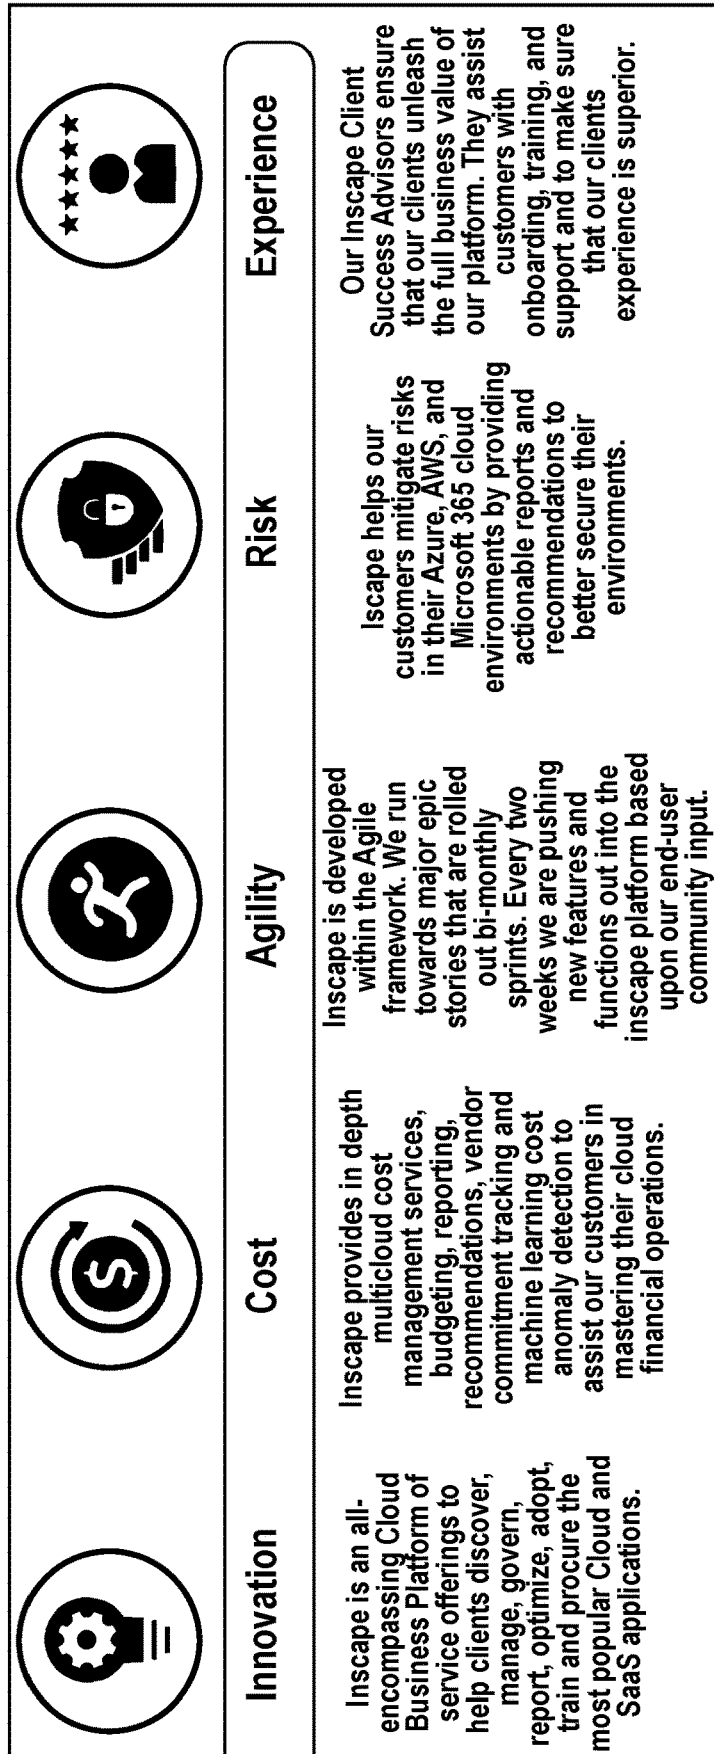 Innovation
Inscape is an all-
encompassing Cloud
Business Platform of
service offerings to
help clients discover,
manage, govern,
report, optimize, adopt,
train and procure the
most popular Cloud and
SaaS applications.
Cost
Inscape provides in depth
multicloud cost
management services,
budgeting, reporting,
recommendations, vendor
commitment tracking and
machine learning cost
anomaly detection to
assist our customers in
mastering their cloud
financial operations.
Agility
Inscape is developed
within the Agile
framework. We run
towards major epic
stories that are rolled
out bi-monthly
sprints. Every two
weeks we are pushing
new features and
functions out into the
inscape platform based
upon our end-user
community input.
Risk
Iscape helps our
customers mitigate risks
in their Azure, AWS, and
Microsoft 365 cloud
environments by providing
actionable reports and
recommendations to
better secure their
environments.
Experience
Our Inscape Client
Success Advisors ensure
that our clients unleash
the full business value of
our platform. They assist
customers with
onboarding, training, and
support and to make sure
that our clients
experience is superior.